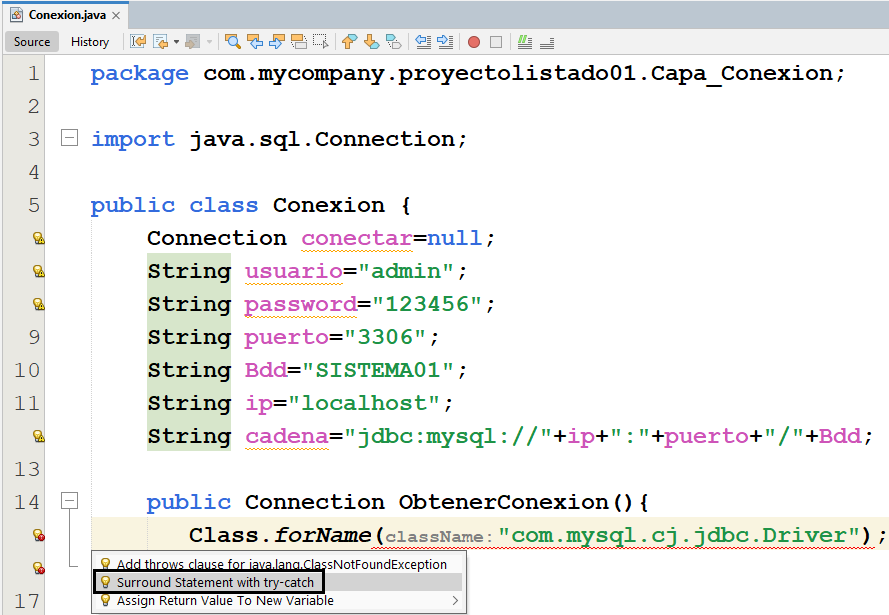 Conexion.java
Source History
1 package com.mycompany.proyectolistado01.Capa_Conexion;
2
3 import java.sql.Connection;
4
5 public class Conexion {
Connection conectar=null;
String usuario="admin";
String password="123456";
9 String puerto="3306";
10 String Bdd="SISTEMA01";
11 String ip="localhost";
String cadena="jdbc:mysql://"+ip+":"+puerto+"/"+Bdd;
13
14 public Connection ObtenerConexion(){
Class.forName(className:"com.mysql.cj.jdbc.Driver");
Add throws clause for java.lang.ClassNotFoundException
Surround Statement with try-catch
17 Assign Return Value To New Variable